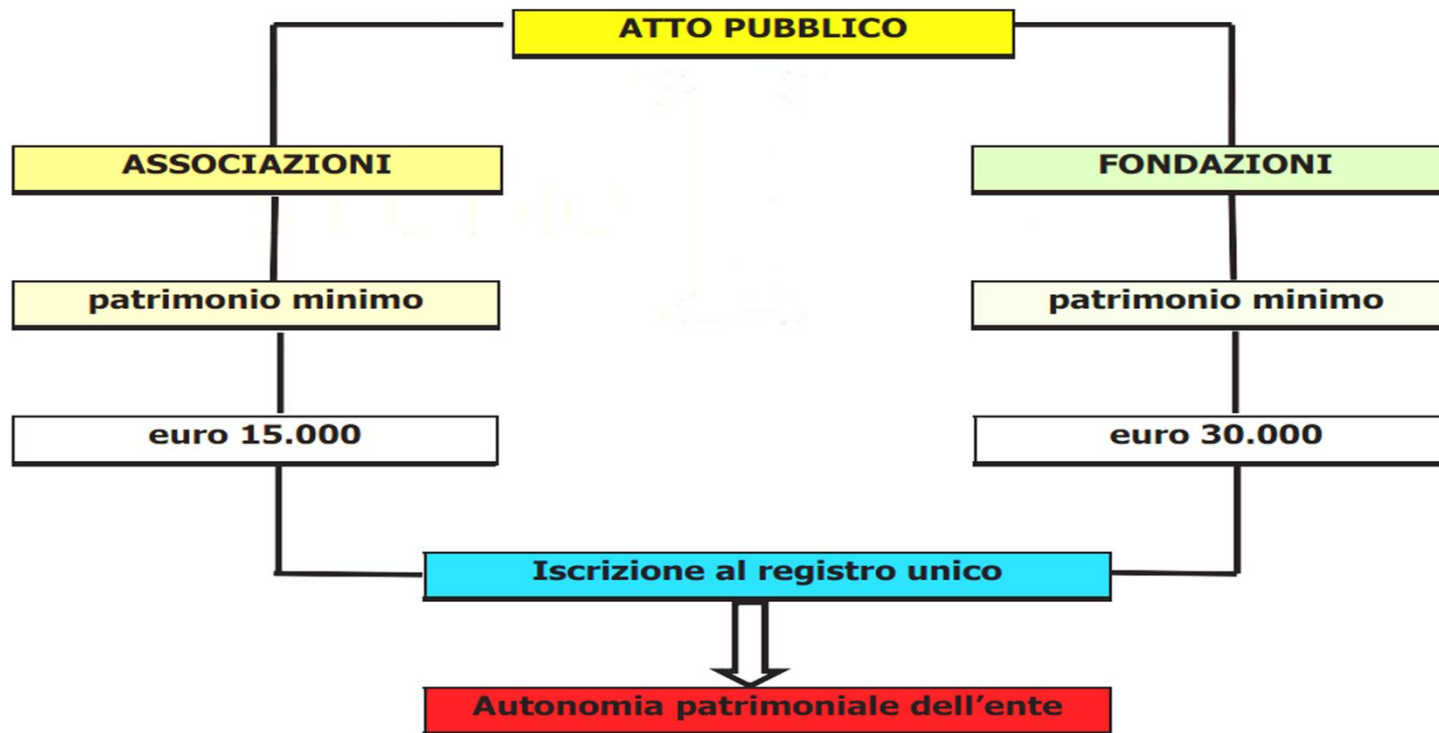 ATTO PUBBLICO
ASSOCIAZIONI
FONDAZIONI
patrimonio minimo
patrimonio minimo
euro 15.000
euro 30.000
Iscrizione al registro unico
Autonomia patrimoniale dell’ente